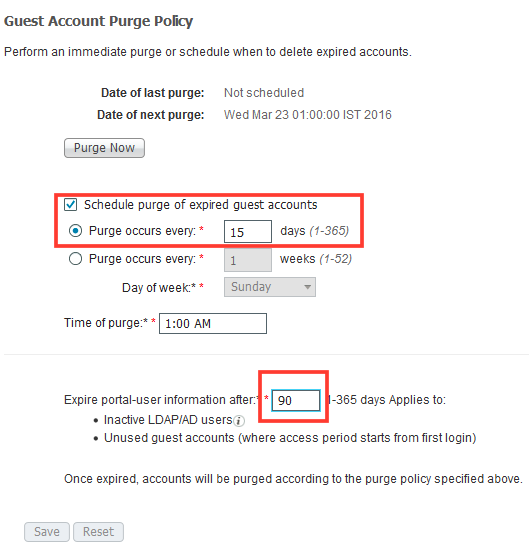 Guest Account Purge Policy
Perform an immediate purge or schedule when to delete expired accounts.
Date of last purge: Not scheduled
Date of next purge: Wed Mar 23 01:00:00 IST 2016
Purge Now
Schedule purge of expired guest accounts
Purge occurs every: * 15 days (1-365)
Purge occurs every: * 1 weeks (1-52)
Day of week:* * Sunday
Time of purge:* * 1:00 AM
Expire portal-user information after:* * 90 1-365 days Applies to:
• Inactive LDAP/AD users i
• Unused guest accounts (where access period starts from first login)
Once expired, accounts will be purged according to the purge policy specified above.
Save Reset